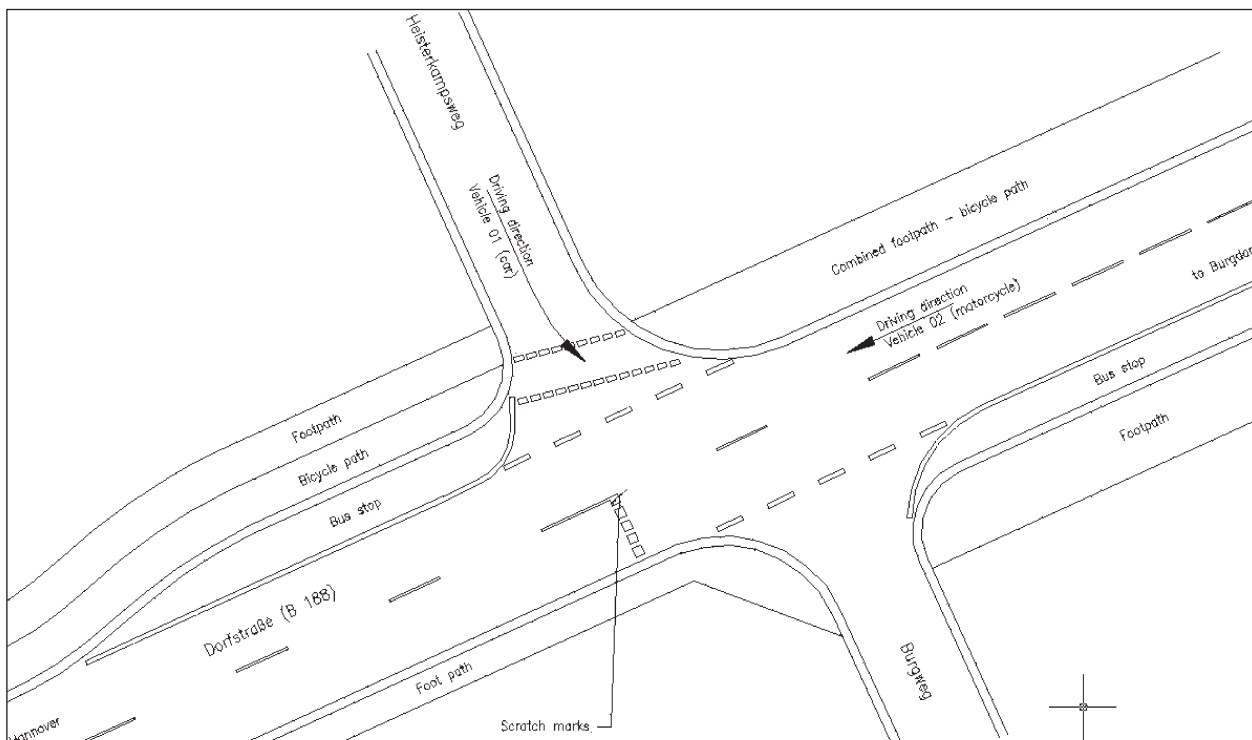 Heisterkampsweg
Driving direction
Vehicle 01 (car)
Combined footpath - bicycle path
to Burgdor
Driving direction
Vehicle 02 (motorcycle)
Bus stop
Footpath
Footpath
Bicycle path
Bus stop
Dorfstraße (B 188)
Foot path
Burgweg
Hannover
Scratch marks